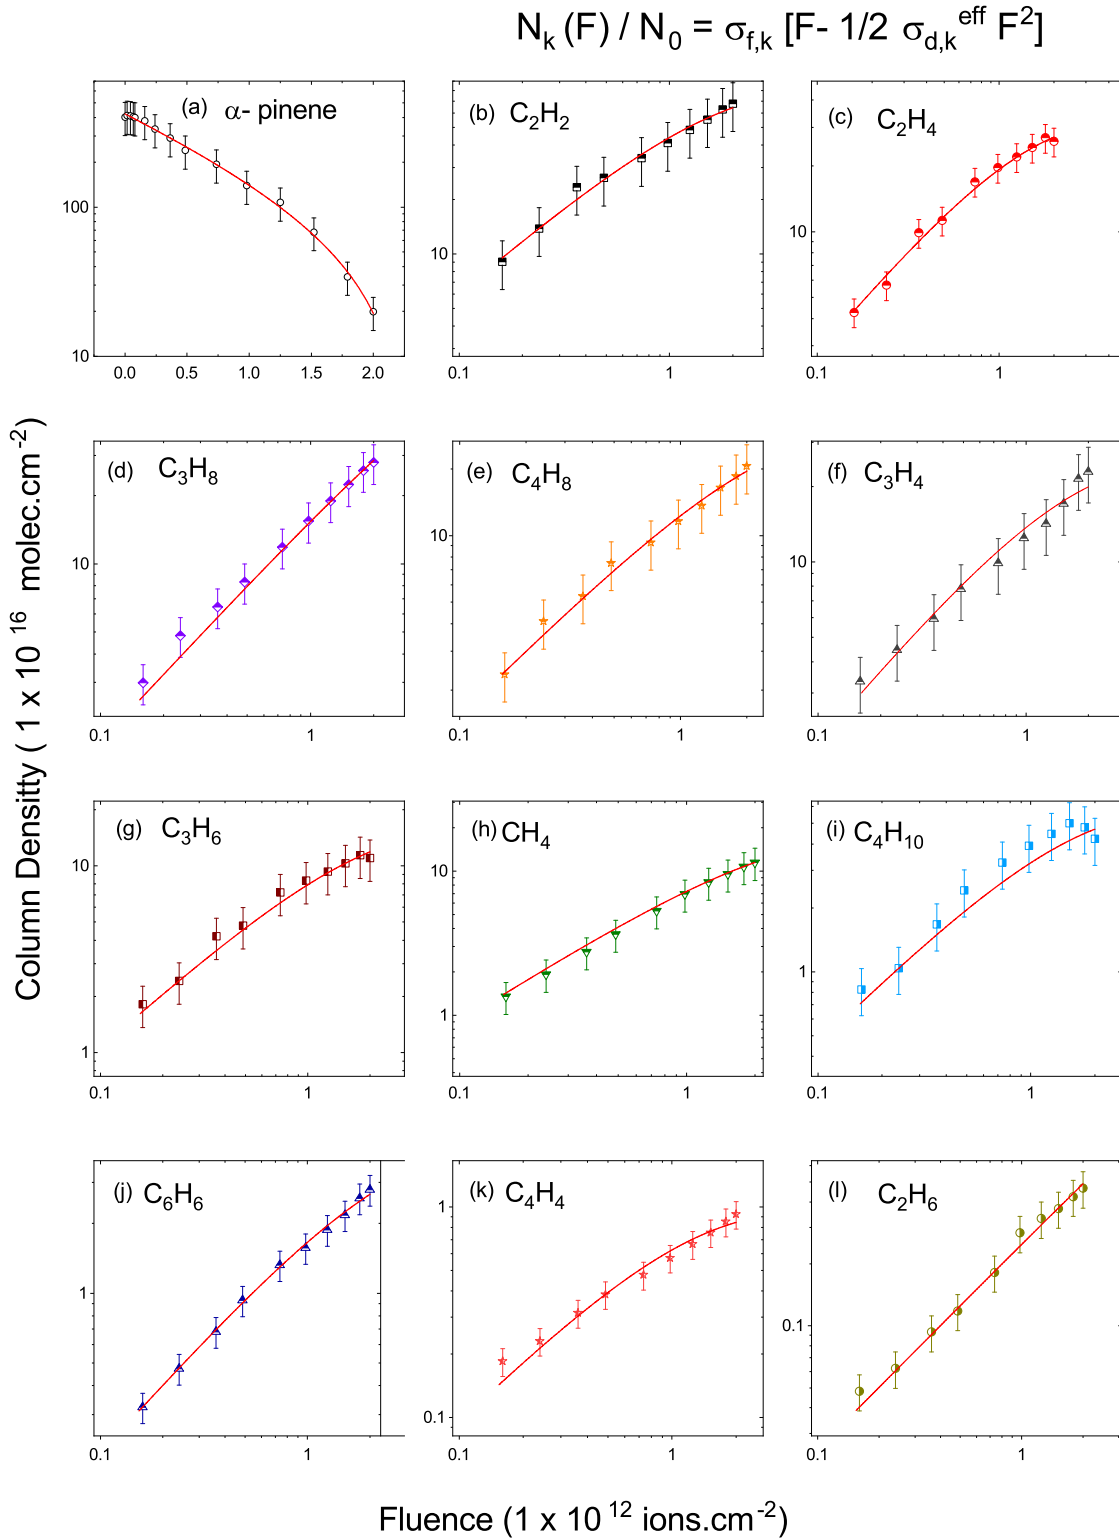 N_k (F) / N_0 = σ_f,k [F- 1/2 σ_d,k^eff F^2]
(a) α- pinene
(b) C2H2
(c) C2H4
100
10
0.0 0.5 1.0 1.5 2.0
10
0.1 1
10
0.1 1
(d) C3H8
(e) C4H8
(f) C3H4
10
0.1 1
10
0.1 1
10
0.1 1
Column Densitty ( 1 x 10^16 molec.cm^-2)
(g) C3H6
(h) CH4
(i) C4H10
10
1
0.1 1
10
1
0.1 1
1
0.1 1
(j) C6H6
(k) C4H4
(l) C2H6
1
0.1 1
1
0.1
0.1 1
0.1
0.1 1
Fluence (1 x 10^12 ions.cm^-2)